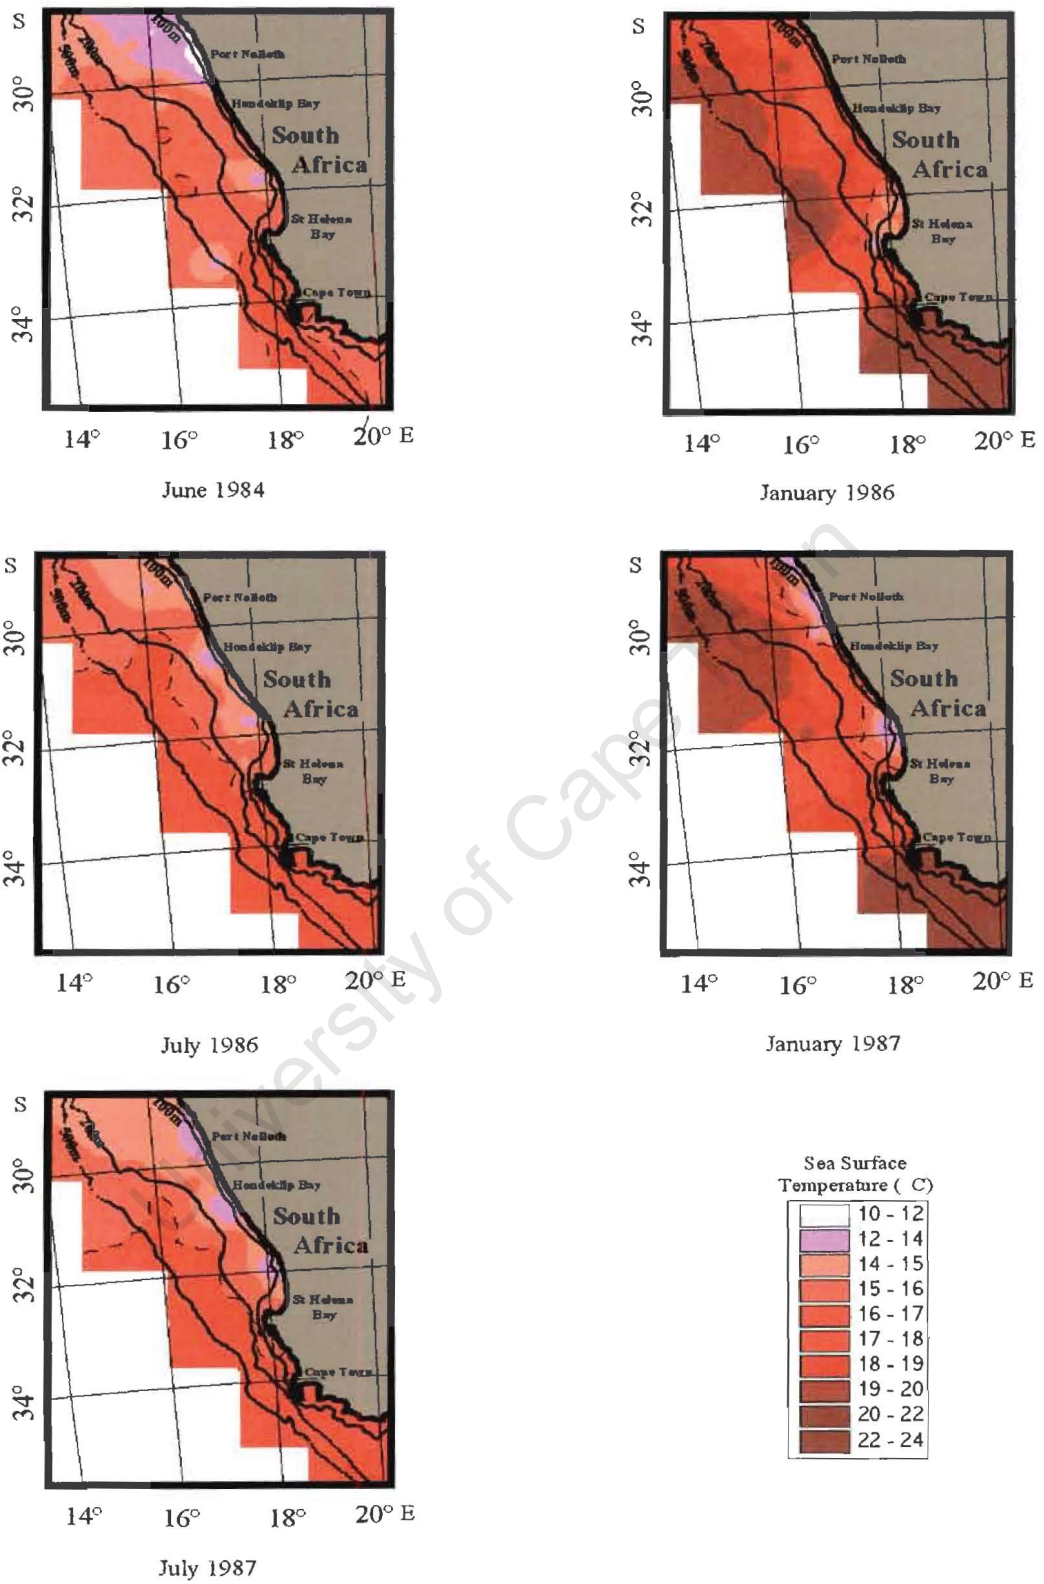 S
100m
200m
500m
Port Nolloth
30°
Hondeklip Bay
South
Africa
32°
St Helena
Bay
Cape Town
34°
14° 16° 18° 20° E
June 1984
S
100m
200m
500m
Port Nolloth
30°
Hondeklip Bay
South
Africa
32°
St Helena
Bay
Cape Town
34°
14° 16° 18° 20° E
January 1986
S
100m
200m
500m
Port Nolloth
30°
Hondeklip Bay
South
Africa
32°
St Helena
Bay
Cape Town
34°
14° 16° 18° 20° E
July 1986
S
100m
200m
500m
Port Nolloth
30°
Hondeklip Bay
South
Africa
32°
St Helena
Bay
Cape Town
34°
14° 16° 18° 20° E
January 1987
S
100m
200m
500m
Port Nolloth
30°
Hondeklip Bay
South
Africa
32°
St Helena
Bay
Cape Town
34°
14° 16° 18° 20° E
July 1987
Sea Surface
Temperature ( C)
10 - 12
12 - 14
14 - 15
15 - 16
16 - 17
17 - 18
18 - 19
19 - 20
20 - 22
22 - 24
University of Cape Town